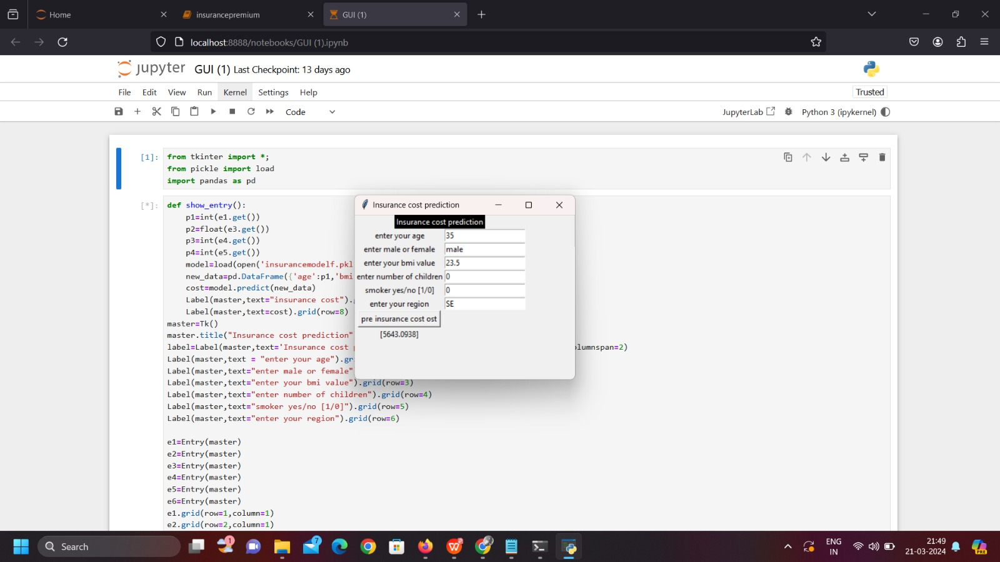 Home
insurancepremium
GUI (1)
localhost:8888/notebooks/GUI (1).ipynb
jupyter GUI (1) Last Checkpoint: 13 days ago
File Edit View Run Kernel Settings Help
Trusted
Code
JupyterLab
Python 3 (ipykernel)
[1]:
from tkinter import *;
from pickle import load
import pandas as pd
[*]:
def show_entry():
p1=int(e1.get())
p2=float(e3.get())
p3=int(e4.get())
p4=int(e5.get())
model=load(open('insurancemodelf.pkl
new_data=pd.DataFrame({'age':p1,'bmi
cost=model.predict(new_data)
Label(master,text="insurance cost").
Label(master,text=cost).grid(row=8)
master=Tk()
master.title("Insurance cost prediction"
label=Label(master,text='Insurance cost
lumnspan=2)
Label(master,text = "enter your age").gr
Label(master,text="enter male or female"
Label(master,text="enter your bmi value").grid(row=3)
Label(master,text="enter number of children").grid(row=4)
Label(master,text="smoker yes/no [1/0]").grid(row=5)
Label(master,text="enter your region").grid(row=6)
e1=Entry(master)
e2=Entry(master)
e3=Entry(master)
e4=Entry(master)
e5=Entry(master)
e6=Entry(master)
e1.grid(row=1,column=1)
e2.grid(row=2,column=1)
Insurance cost prediction
Insurance cost prediction
enter your age 35
enter male or female male
enter your bmi value 23.5
enter number of children 0
smoker yes/no [1/0] 0
enter your region SE
pre insurance cost ost
[5643.0938]
Search
1
7
PRE
ENG
IN
21:49
21-03-2024